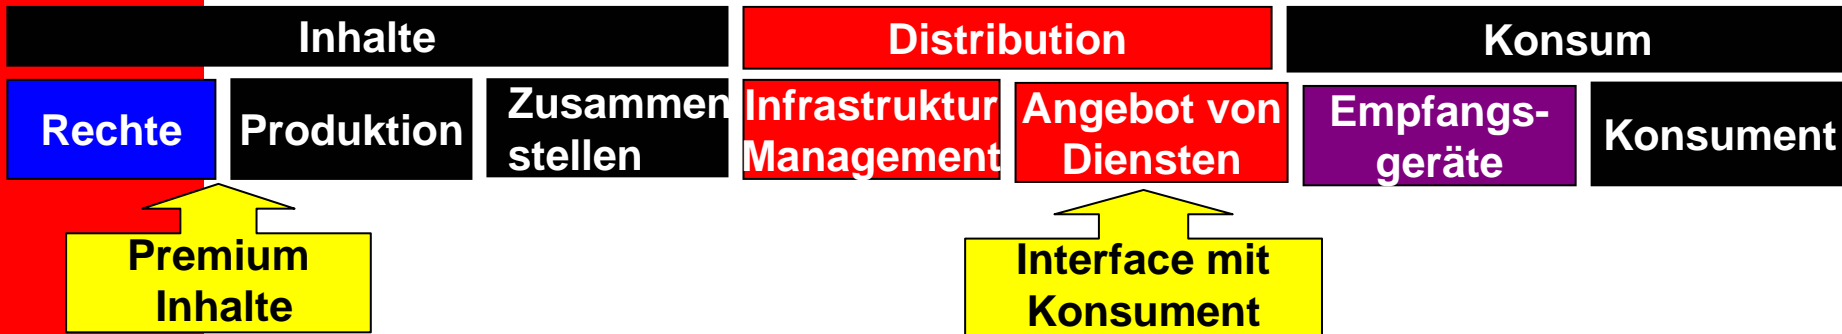 Inhalte
Distribution
Konsum
Rechte
Produktion
Zusammen
stellen
Infrastruktur
Management
Angebot von
Diensten
Empfangs-
geräte
Konsument
Premium
Inhalte
Interface mit
Konsument